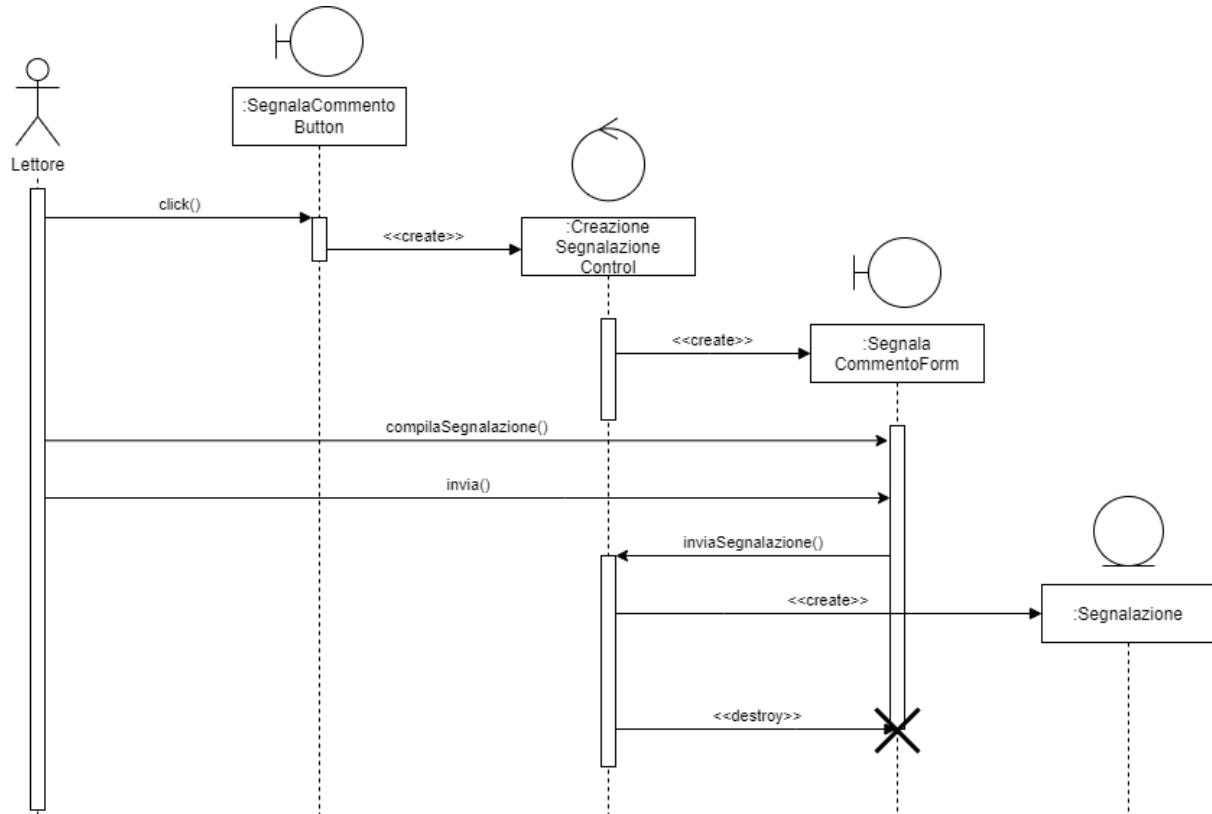 :SegnalaCommento
Button
Lettore
click()
<<create>>
:Creazione
Segnalazione
Control
<<create>>
:Segnala
CommentoForm
compilaSegnalazione()
invia()
inviaSegnalazione()
<<create>>
:Segnalazione
<<destroy>>